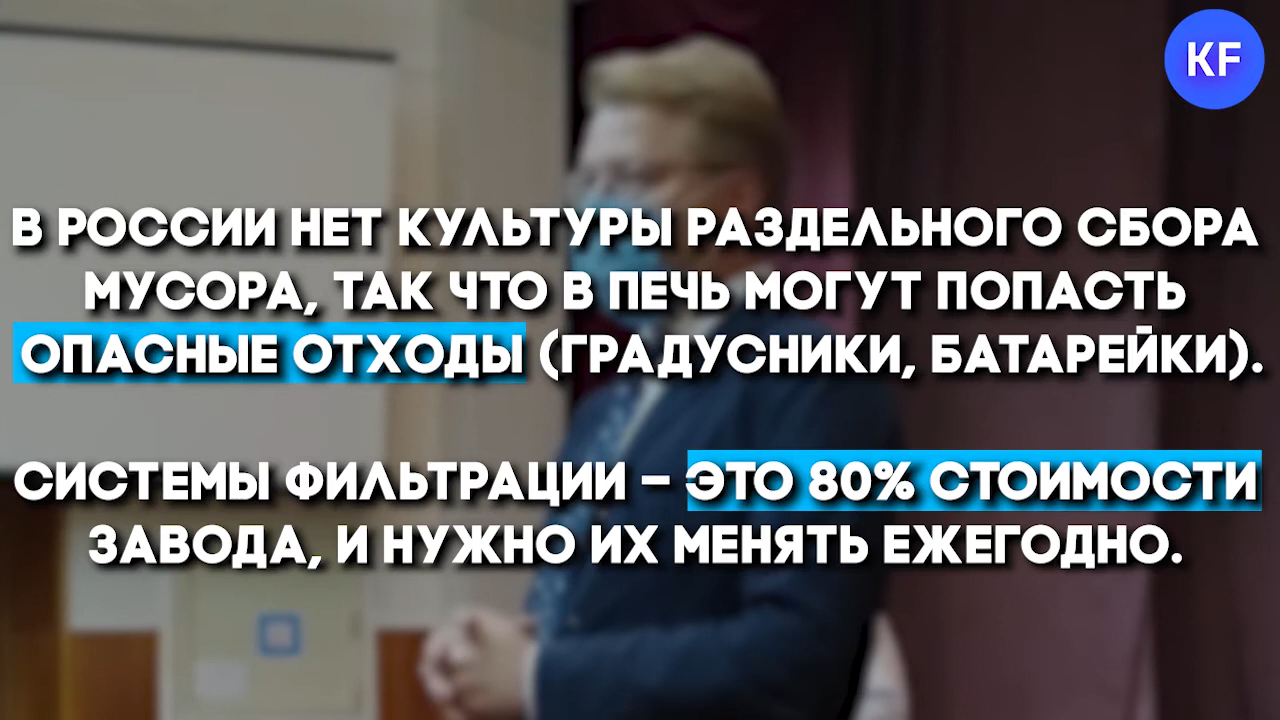 KF
В РОССИИ НЕТ КУЛЬТУРЫ РАЗДЕЛЬНОГО СБОРА
МУСОРА, ТАК ЧТО В ПЕЧЬ МОГУТ ПОПАСТЬ
ОПАСНЫЕ ОТХОДЫ (ГРАДУСНИКИ, БАТАРЕЙКИ).
СИСТЕМЫ ФИЛЬТРАЦИИ – ЭТО 80% СТОИМОСТИ
ЗАВОДА, И НУЖНО ИХ МЕНЯТЬ ЕЖЕГОДНО.